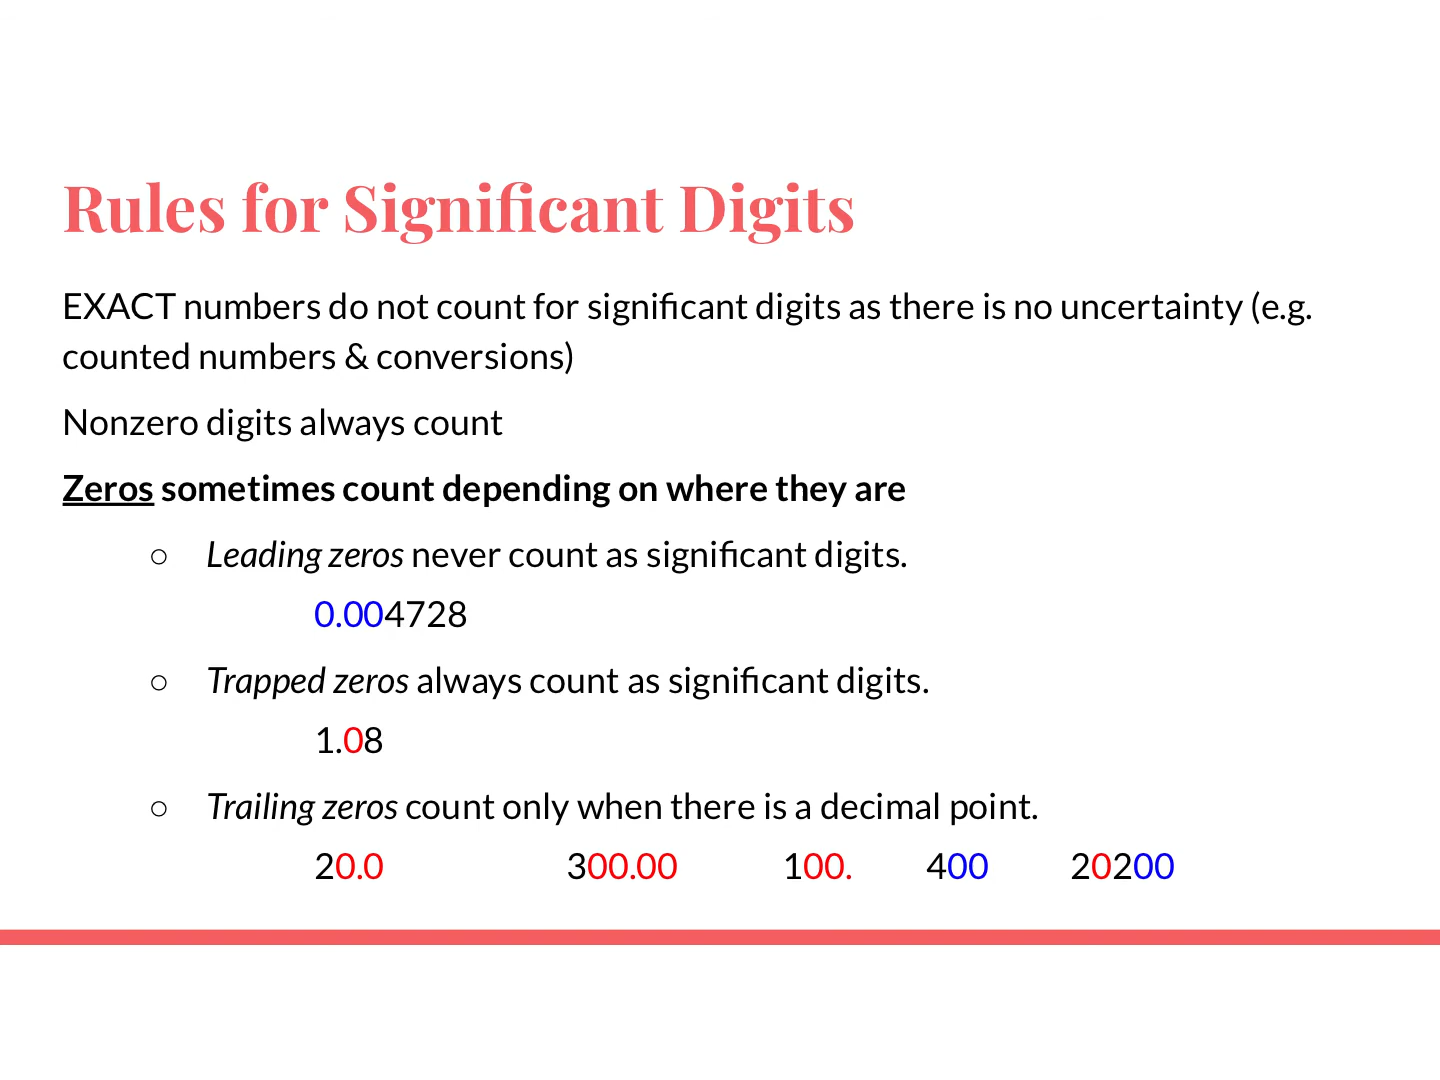 Rules for Significant Digits
EXACT numbers do not count for significant digits as there is no uncertainty (e.g.
counted numbers & conversions)
Nonzero digits always count
Zeros sometimes count depending on where they are
○ Leading zeros never count as significant digits.
0.004728
○ Trapped zeros always count as significant digits.
1.08
○ Trailing zeros count only when there is a decimal point.
20.0 300.00 100. 400 20200